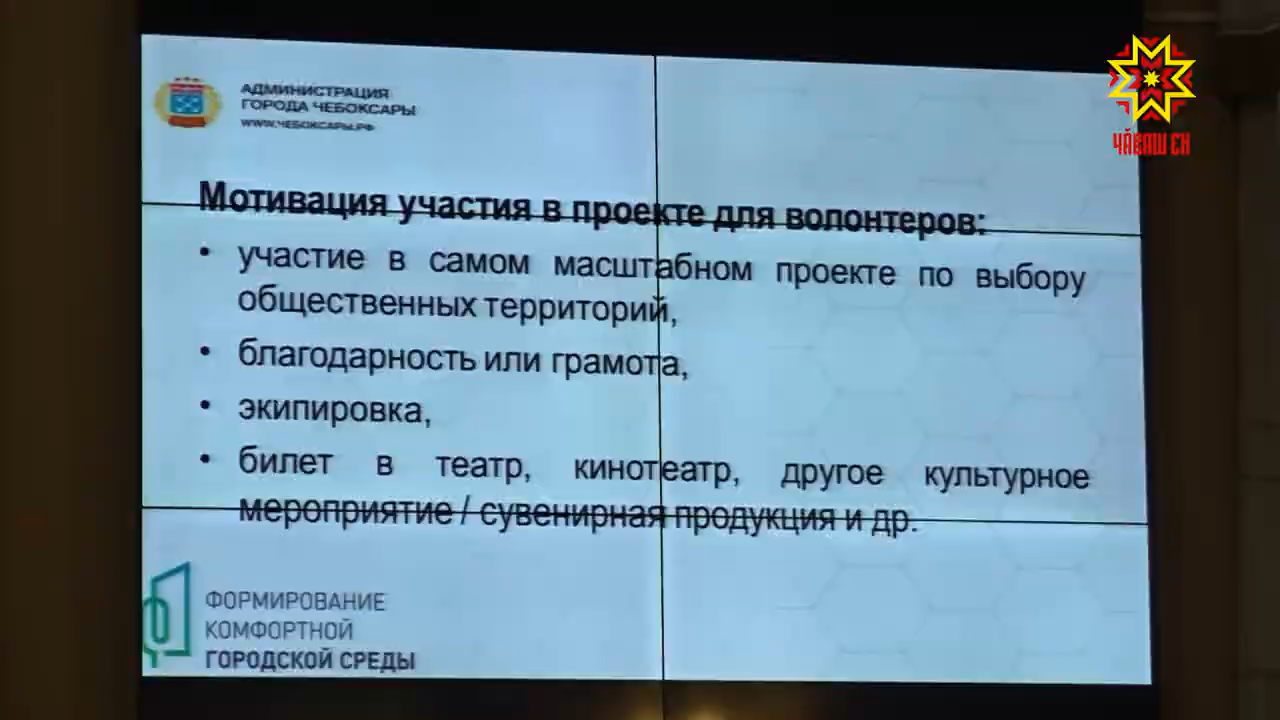 АДМИНИСТРАЦИЯ
ГОРОДА ЧЕБОКСАРЫ
WWW.ЧЕБОКСАРЫ.РФ
ЧӐВАШ ЕН
Мотивация участия в проекте для волонтеров:
• участие в самом масштабном проекте по выбору
общественных территорий,
• благодарность или грамота,
• экипировка,
• билет в театр, кинотеатр, другое культурное
мероприятие / сувенирная продукция и др.
ФОРМИРОВАНИЕ
КОМФОРТНОЙ
ГОРОДСКОЙ СРЕДЫ